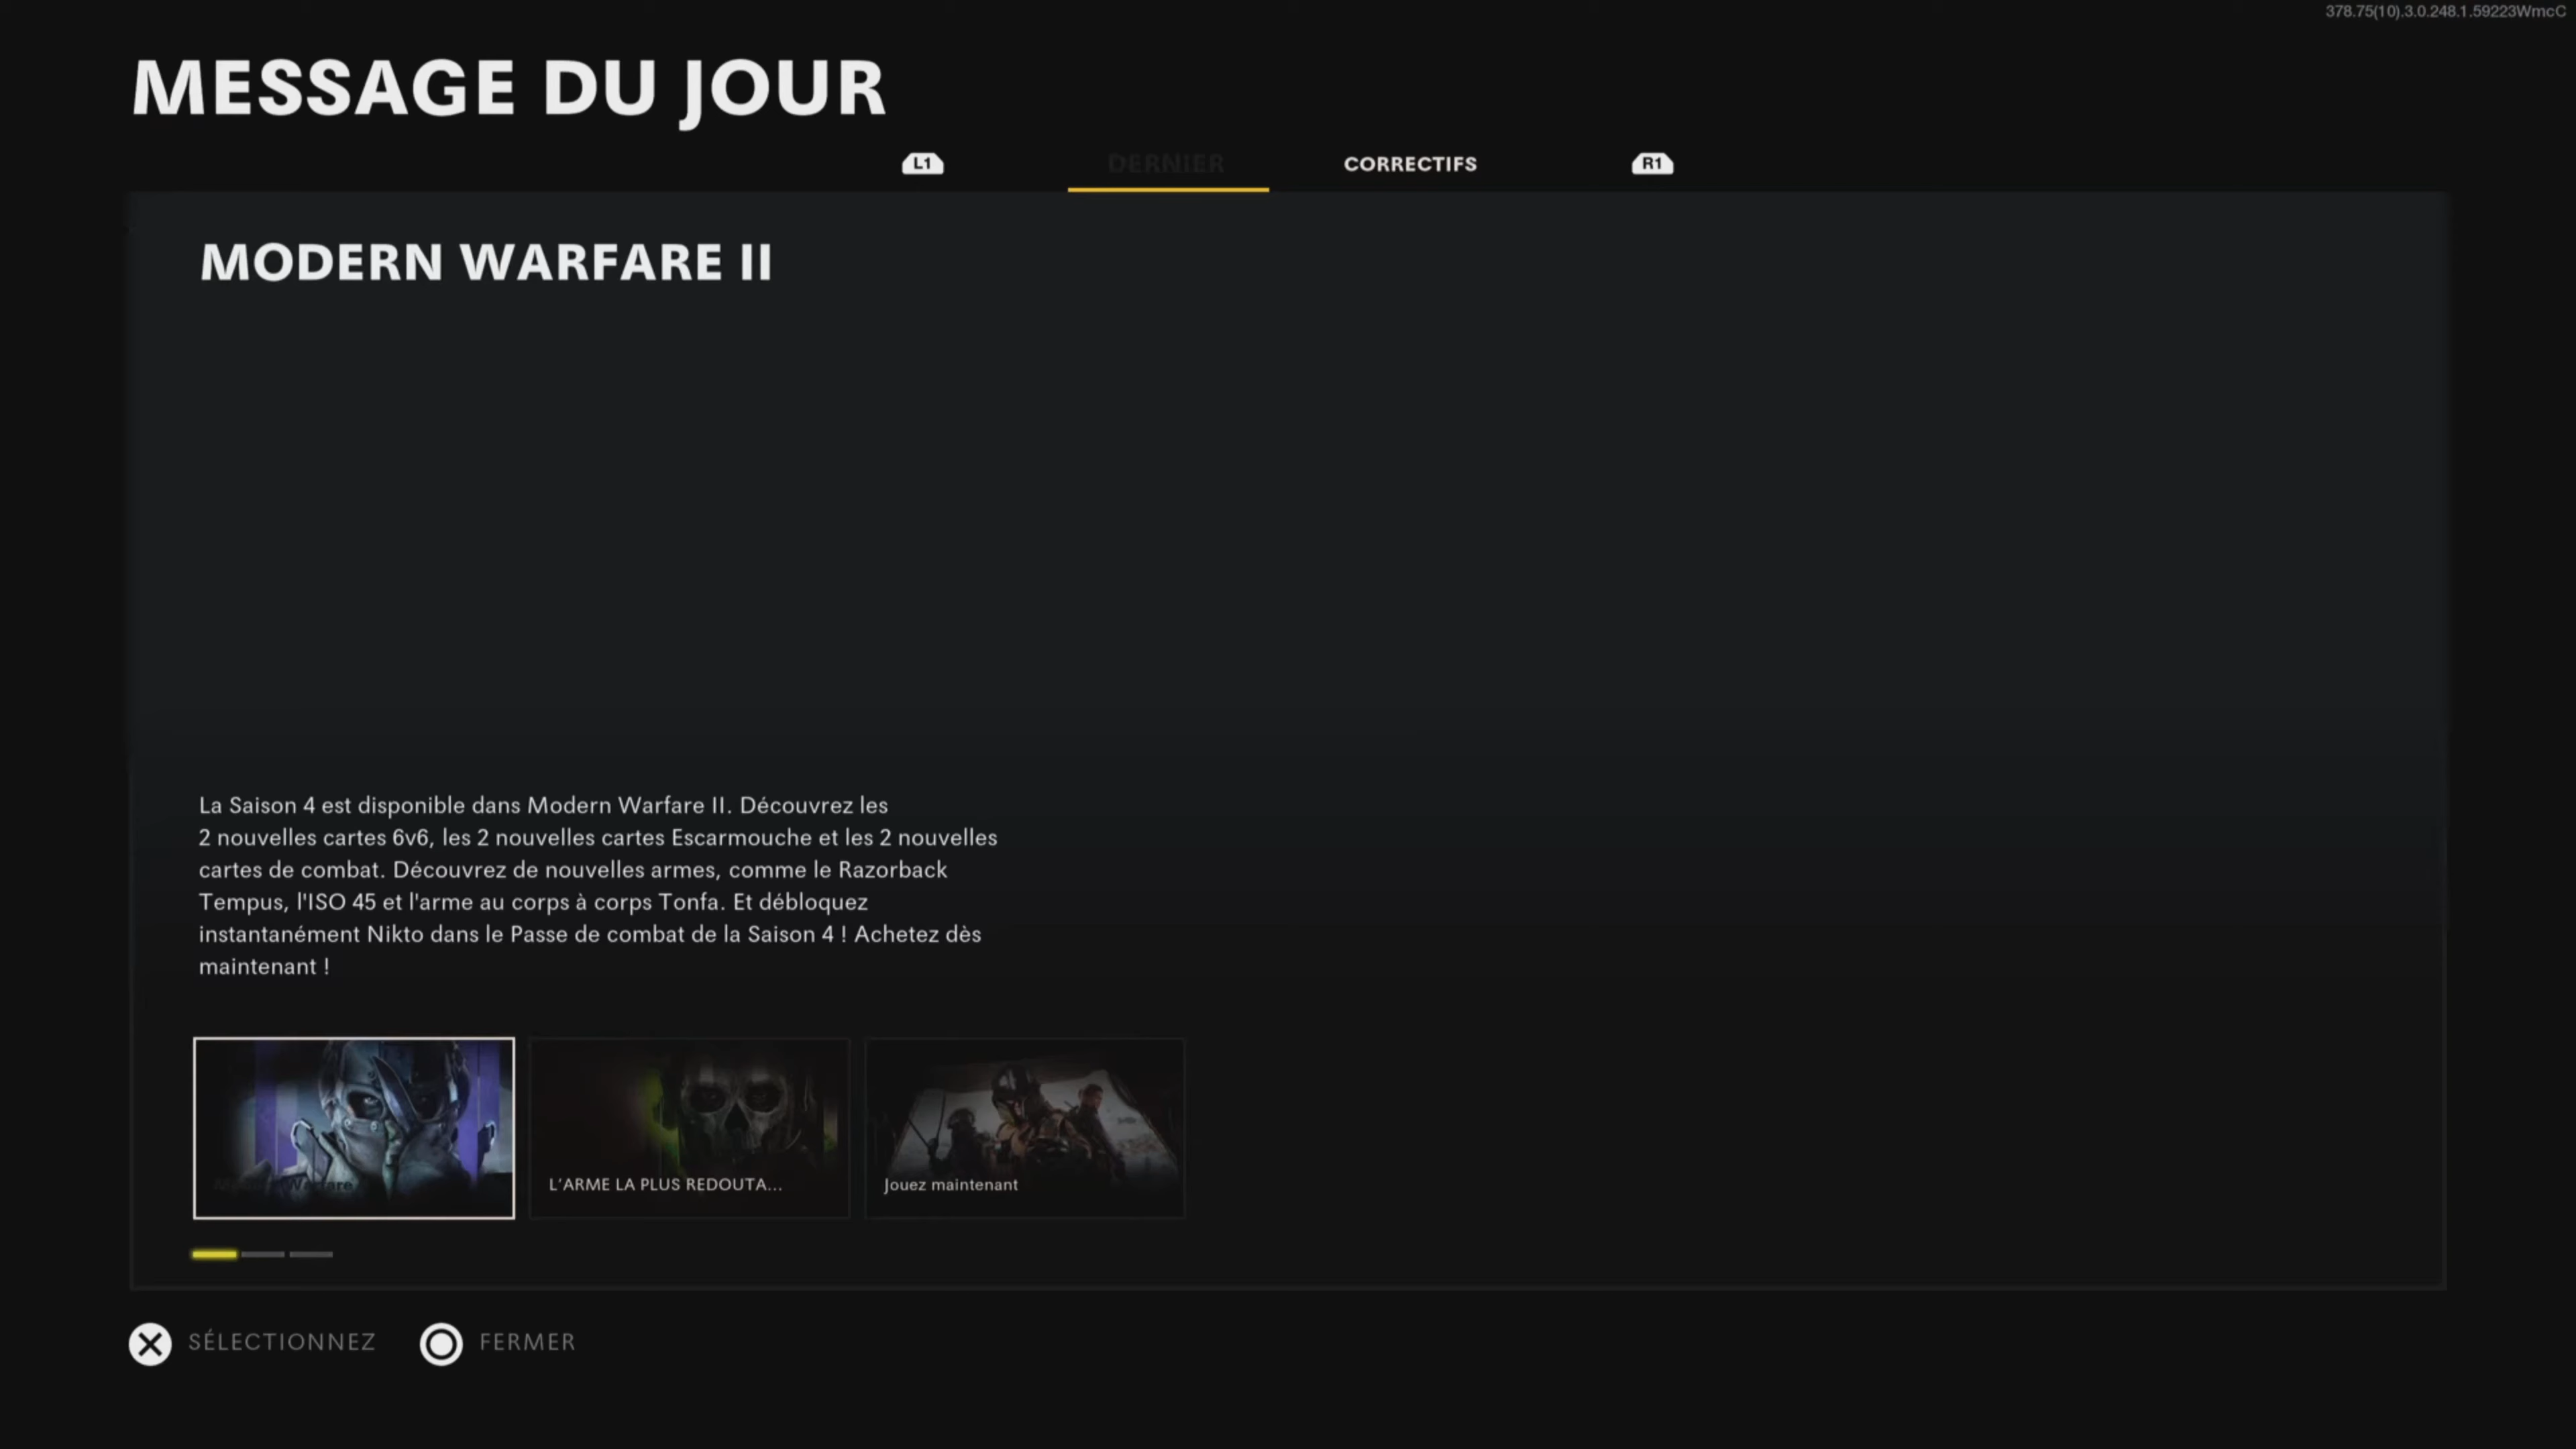 378.75(10).3.0.248.1.59223WmcC
MESSAGE DU JOUR
L1
DERNIER
CORRECTIFS
R1
MODERN WARFARE II
La Saison 4 est disponible dans Modern Warfare II. Découvrez les
2 nouvelles cartes 6v6, les 2 nouvelles cartes Escarmouche et les 2 nouvelles
cartes de combat. Découvrez de nouvelles armes, comme le Razorback
Tempus, l'ISO 45 et l'arme au corps à corps Tonfa. Et débloquez
instantanément Nikto dans le Passe de combat de la Saison 4 ! Achetez dès
maintenant !
Warfare
L'ARME LA PLUS REDOUTA...
Jouez maintenant
SÉLECTIONNEZ
FERMER